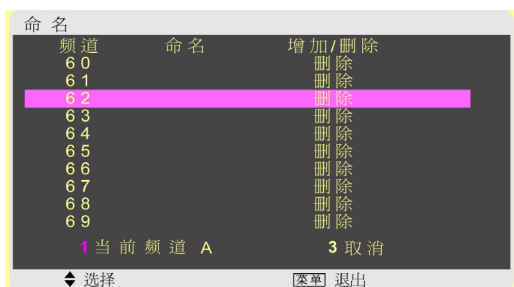 命名
频道 命名 增加/删除
60 删除
61 删除
62 删除
63 删除
64 删除
65 删除
66 删除
67 删除
68 删除
69 删除
1当前频道 A 3取消
选择 菜单 退出